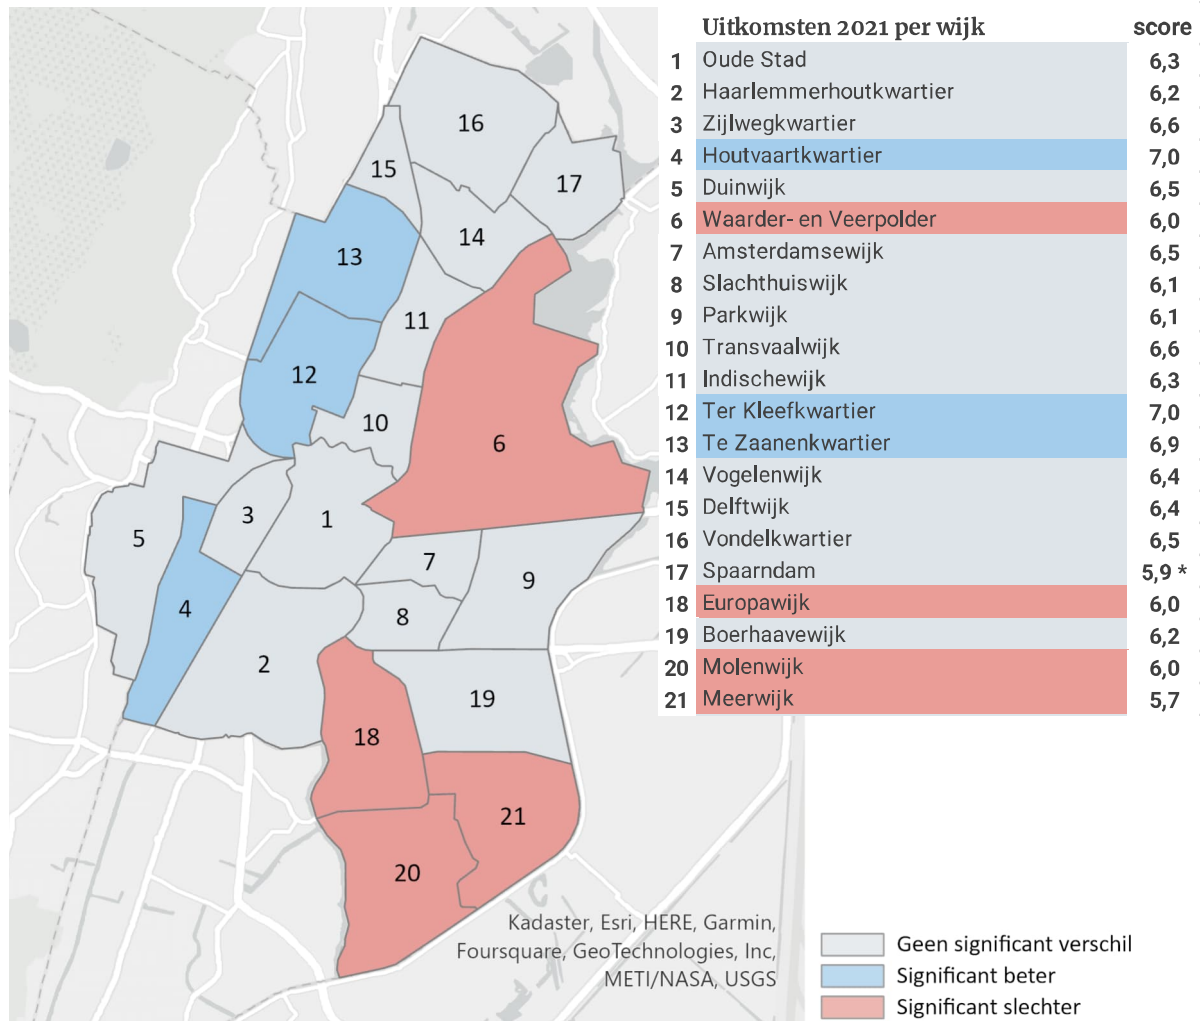 Uitkomsten 2021 per wijk score
1 Oude Stad 6,3
2 Haarlemmerhoutkwartier 6,2
3 Zijlwegkwartier 6,6
4 Houtvaartkwartier 7,0
5 Duinwijk 6,5
6 Waarder- en Veerpolder 6,0
7 Amsterdamsewijk 6,5
8 Slachthuiswijk 6,1
9 Parkwijk 6,1
10 Transvaalwijk 6,6
11 Indischewijk 6,3
12 Ter Kleefkwartier 7,0
13 Te Zaanenkwartier 6,9
14 Vogelenwijk 6,4
15 Delftwijk 6,4
16 Vondelkwartier 6,5
17 Spaarndam 5,9 *
18 Europawijk 6,0
19 Boerhaavewijk 6,2
20 Molenwijk 6,0
21 Meerwijk 5,7
16
15
17
14
13
11
12
10
6
3
1
5
7
9
4
8
2
19
18
21
20
Kadaster, Esri, HERE, Garmin,
Foursquare, GeoTechnologies, Inc,
METI/NASA, USGS
Geen significant verschil
Significant beter
Significant slechter